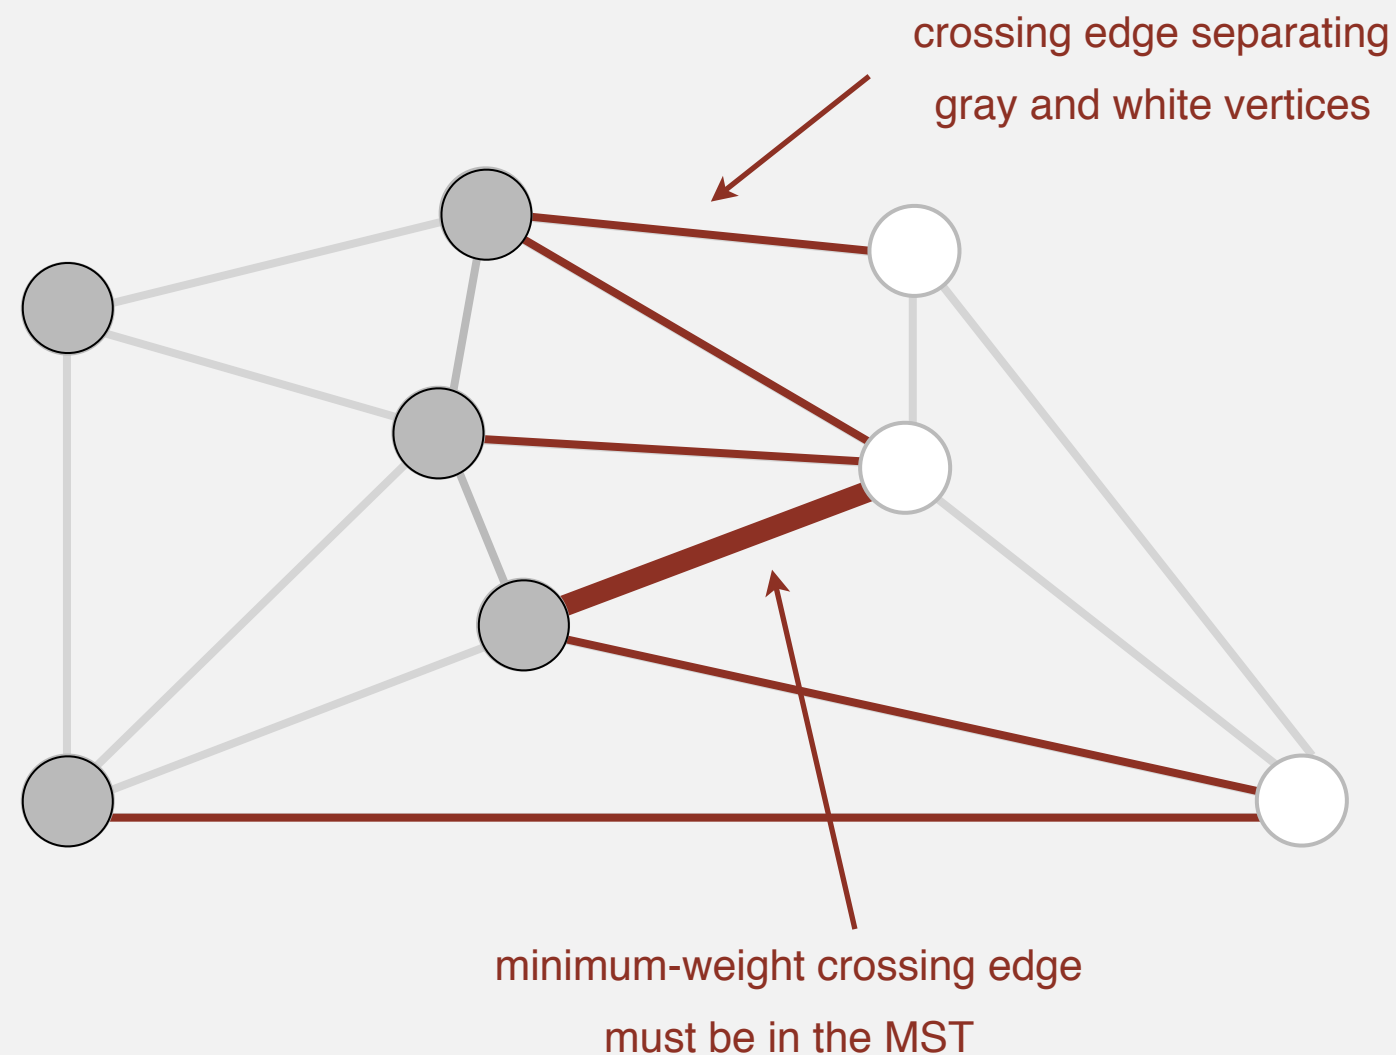 crossing edge separating
gray and white vertices
minimum-weight crossing edge
must be in the MST